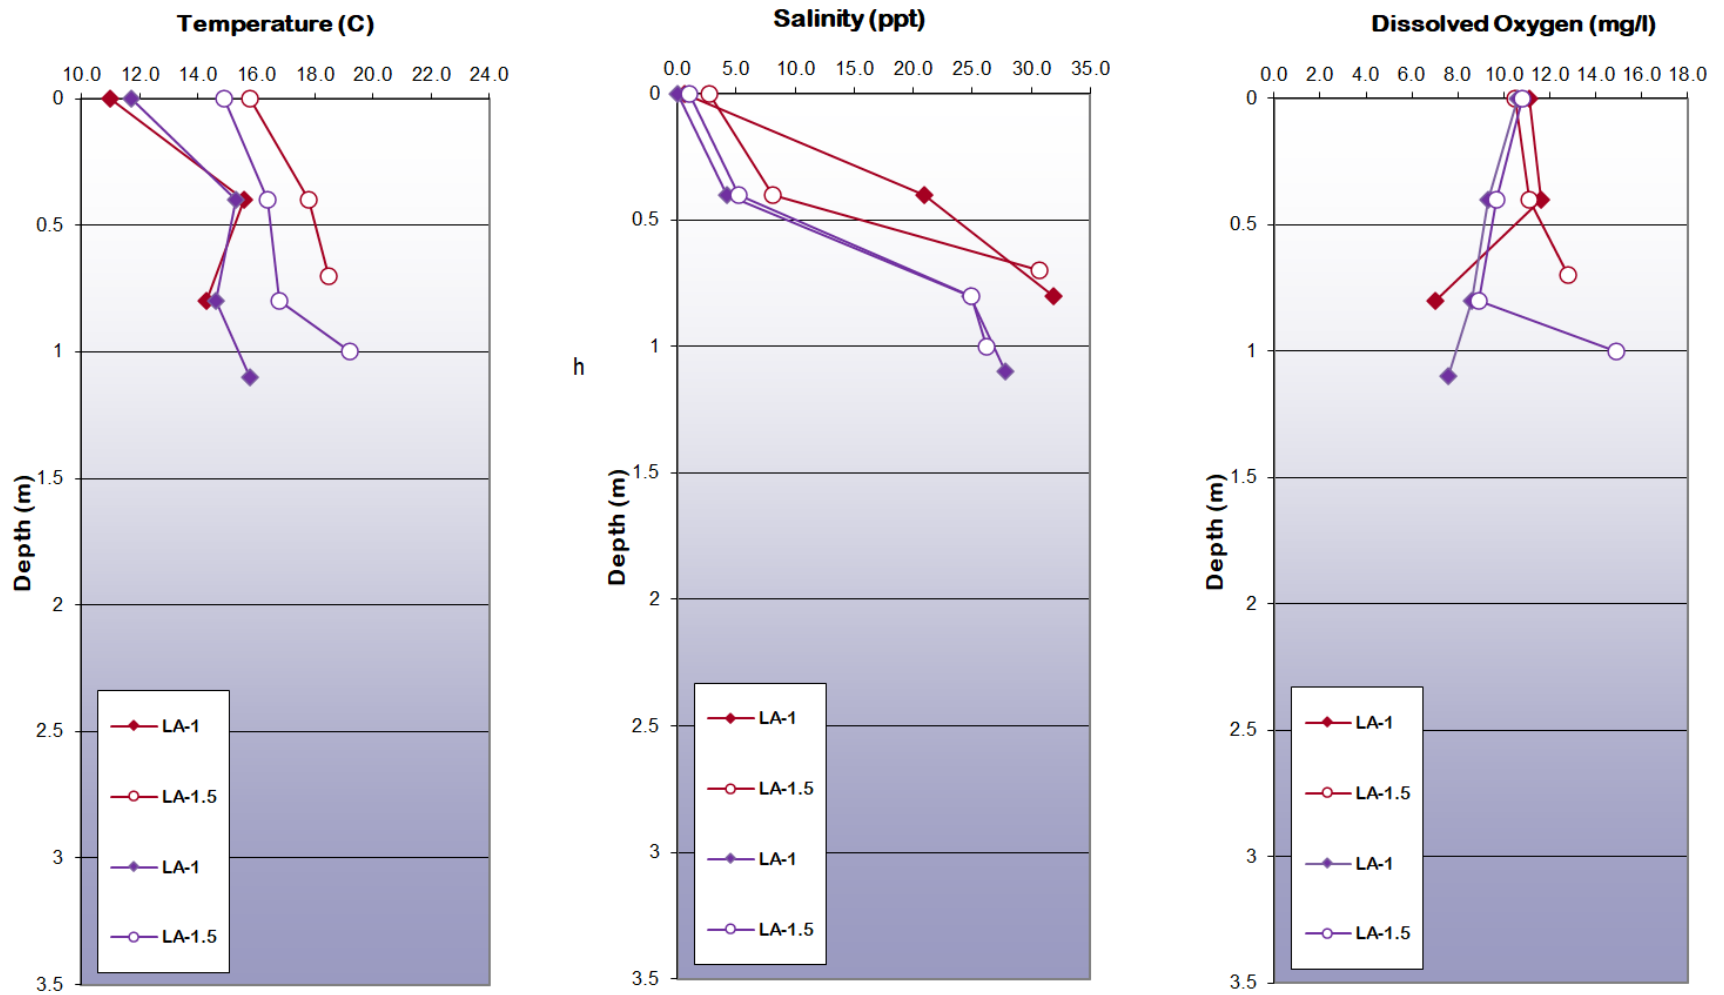 Temperature (C)
10.0 12.0 14.0 16.0 18.0 20.0 22.0 24.0
0
0.5
1
1.5
2
2.5
3
3.5
Depth (m)
LA-1
LA-1.5
LA-1
LA-1.5
Salinity (ppt)
0.0 5.0 10.0 15.0 20.0 25.0 30.0 35.0
0
0.5
1
1.5
2
2.5
3
3.5
h
Depth (m)
LA-1
LA-1.5
LA-1
LA-1.5
Dissolved Oxygen (mg/l)
0.0 2.0 4.0 6.0 8.0 10.0 12.0 14.0 16.0 18.0
0
0.5
1
1.5
2
2.5
3
3.5
Depth (m)
LA-1
LA-1.5
LA-1
LA-1.5